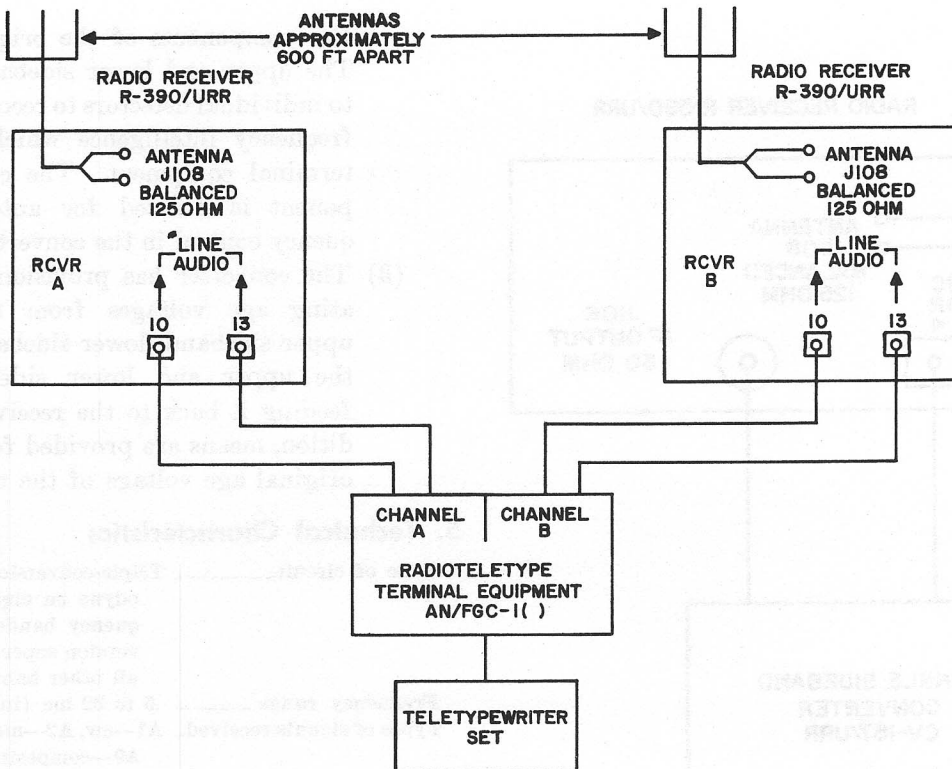 ANTENNAS
APPROXIMATELY
600 FT APART
RADIO RECEIVER
R-390/URR
ANTENNA
J108
BALANCED
125 OHM
RCVR
A
LINE
AUDIO
10 13
RADIO RECEIVER
R-390/URR
ANTENNA
J108
BALANCED
125 OHM
RCVR
B
LINE
AUDIO
10 13
CHANNEL
A
CHANNEL
B
RADIOTELETYPE
TERMINAL EQUIPMENT
AN/FGC-1( )
TELETYPEWRITER
SET